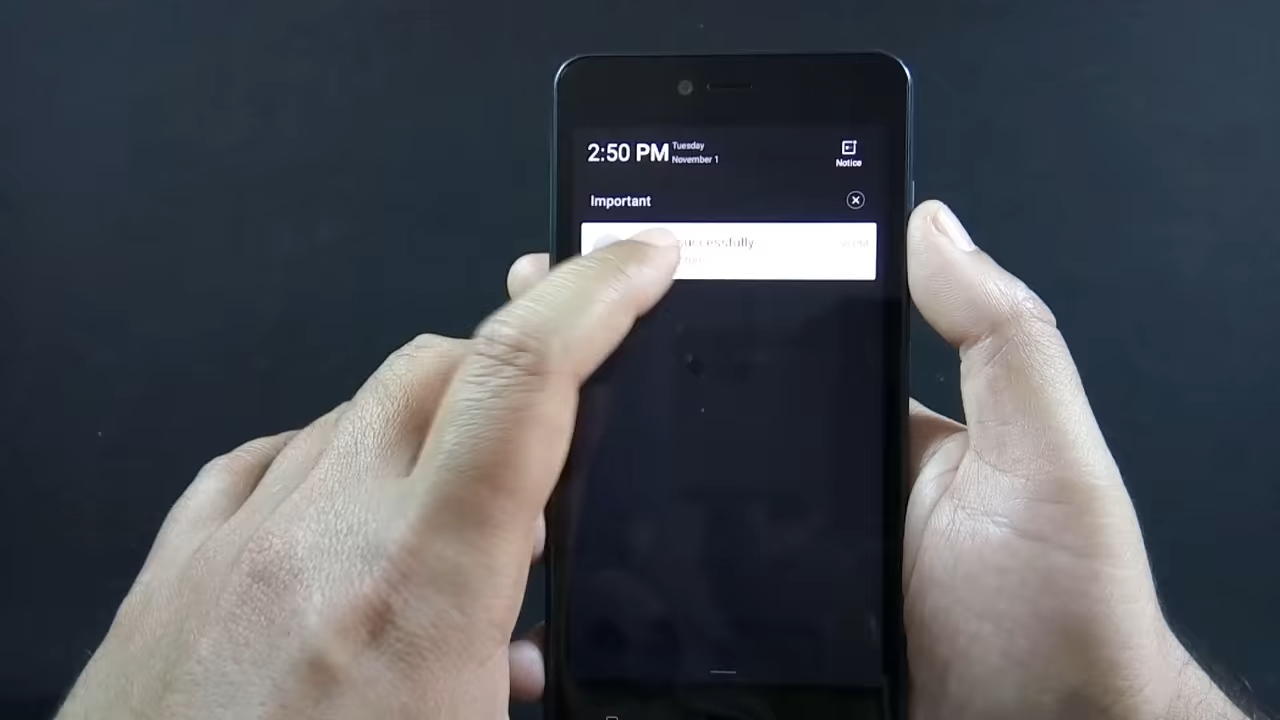 2:50 PM
Tuesday
November 1
Notice
Important
successfully